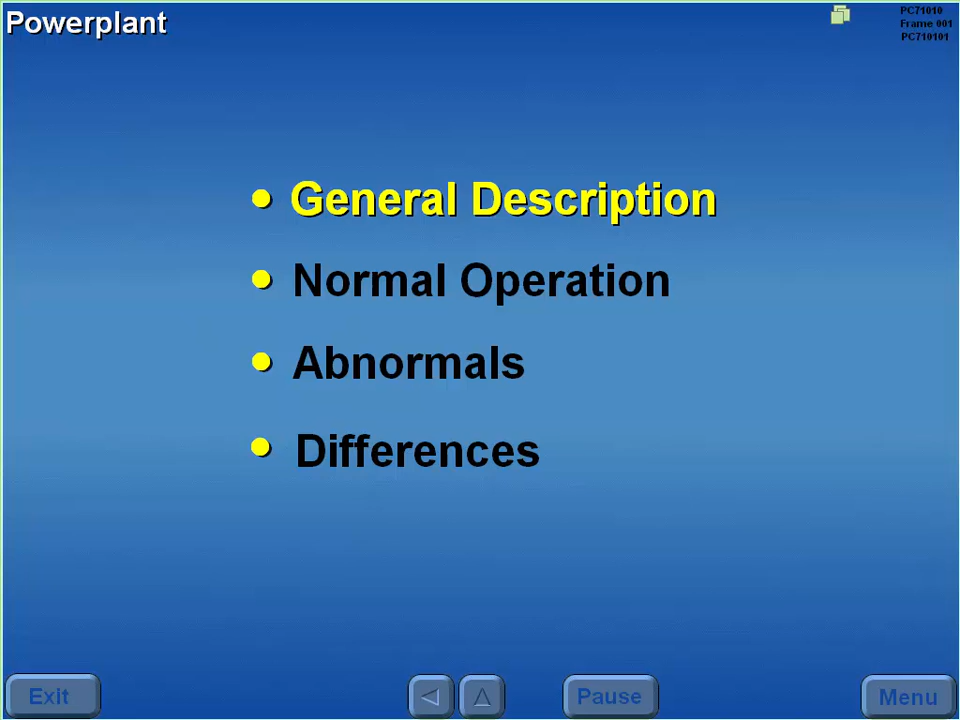 Powerplant
PC71010
Frame 001
PC710101
General Description
Normal Operation
Abnormals
Differences
Exit
Pause
Menu